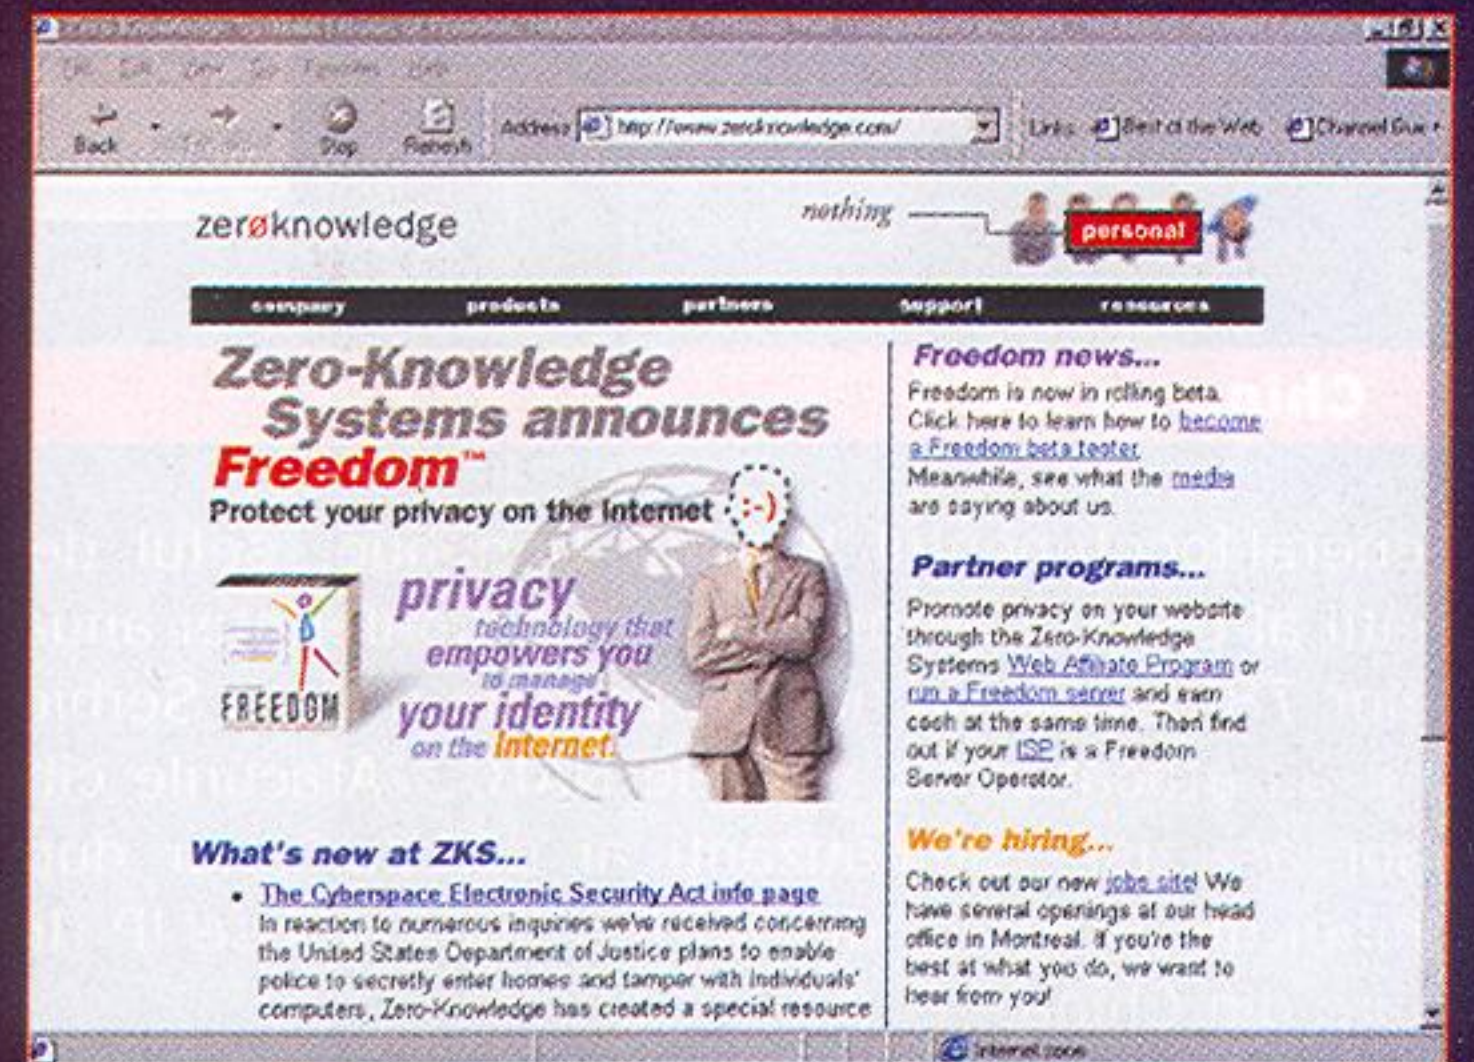 Back
Stop
Refresh
Address
http://www.zeroknowledge.com/
Links
Best of the Web
Channel Gui
zerøknowledge
nothing
personal
company products partners support resources
Zero-Knowledge
Systems announces
Freedom™
Protect your privacy on the Internet
:-)
privacy
technology that
empowers you
to manage
your identity
on the Internet.
FREEDOM
What's new at ZKS...
• The Cyberspace Electronic Security Act info page
In reaction to numerous inquiries we've received concerning
the United States Department of Justice plans to enable
police to secretly enter homes and tamper with individuals'
computers, Zero-Knowledge has created a special resource
Freedom news...
Freedom is now in rolling beta.
Click here to learn how to become
a Freedom beta tester.
Meanwhile, see what the media
are saying about us.
Partner programs...
Promote privacy on your website
through the Zero-Knowledge
Systems Web Affiliate Program or
run a Freedom server and earn
cash at the same time. Then find
out if your ISP is a Freedom
Server Operator.
We're hiring...
Check out our new jobs site! We
have several openings at our head
office in Montreal. If you're the
best at what you do, we want to
hear from you!
Internet zone